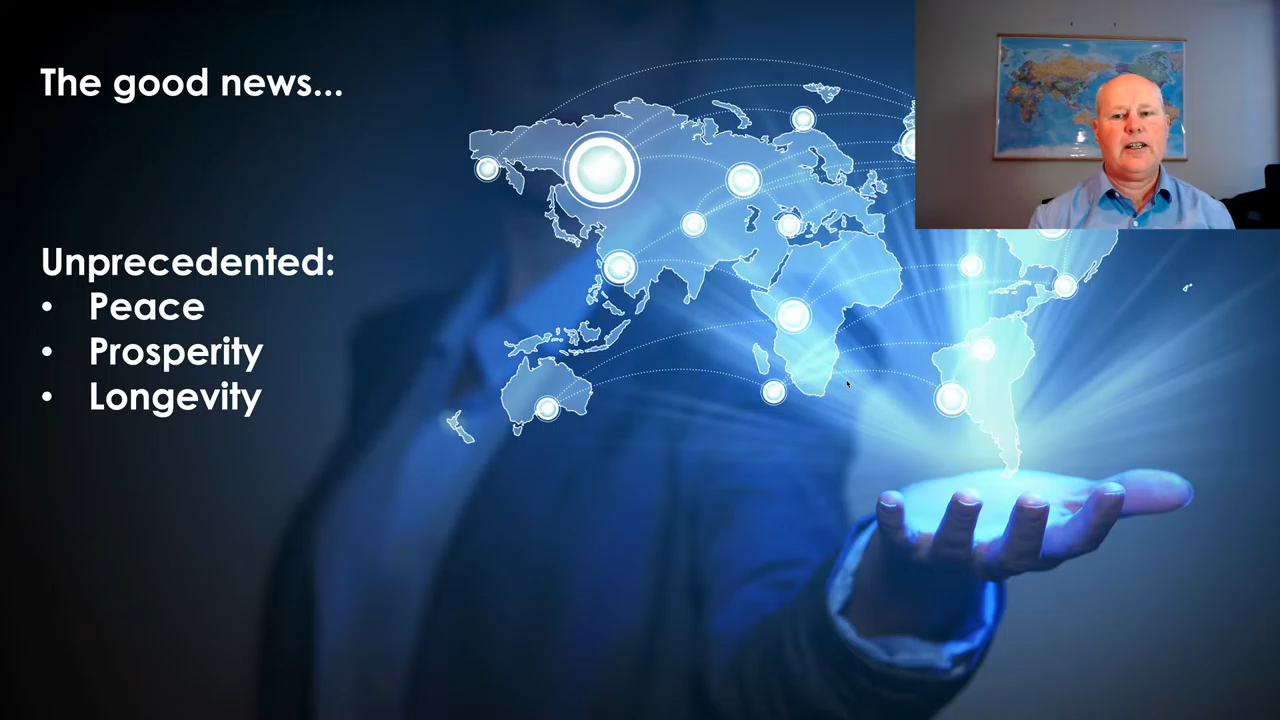 The good news...
Unprecedented:
• Peace
• Prosperity
• Longevity